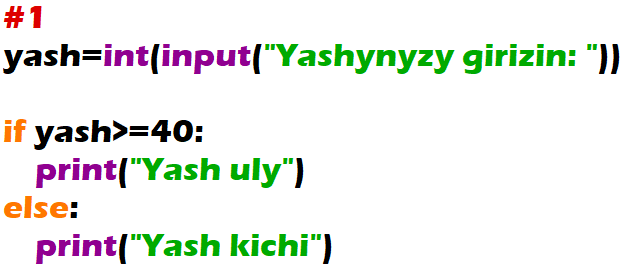 #1
yash=int(input("Yashynyzy girizin: "))
if yash>=40:
    print("Yash uly")
else:
    print("Yash kichi")